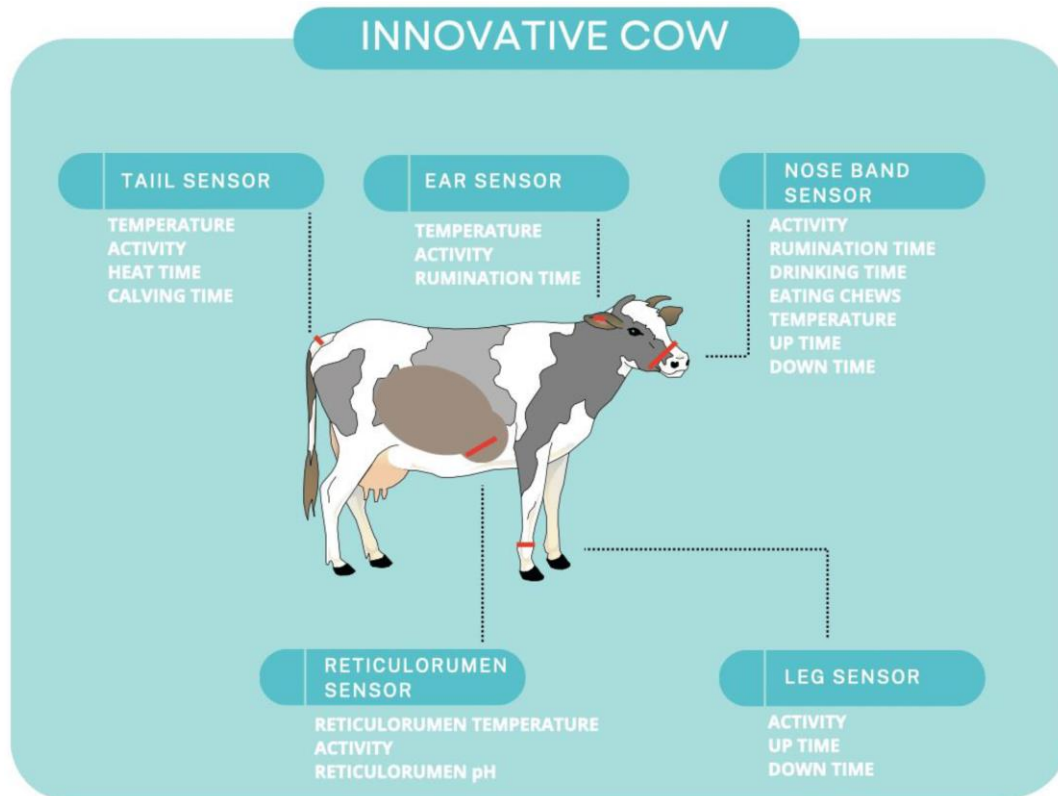 INNOVATIVE COW
TAIIL SENSOR
TEMPERATURE
ACTIVITY
HEAT TIME
CALVING TIME
EAR SENSOR
TEMPERATURE
ACTIVITY
RUMINATION TIME
NOSE BAND
SENSOR
ACTIVITY
RUMINATION TIME
DRINKING TIME
EATING CHEWS
TEMPERATURE
UP TIME
DOWN TIME
RETICULORUMEN
SENSOR
RETICULORUMEN TEMPERATURE
ACTIVITY
RETICULORUMEN pH
LEG SENSOR
ACTIVITY
UP TIME
DOWN TIME